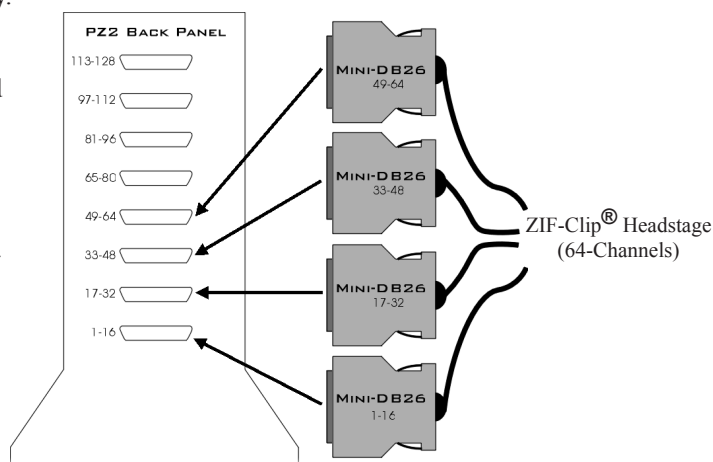 y.
PZ2 BACK PANEL
113-128
97-112
81-96
65-80
49-64
33-48
17-32
1-16
MINI-DB26
49-64
MINI-DB26
33-48
MINI-DB26
17-32
MINI-DB26
1-16
ZIF-Clip® Headstage
(64-Channels)